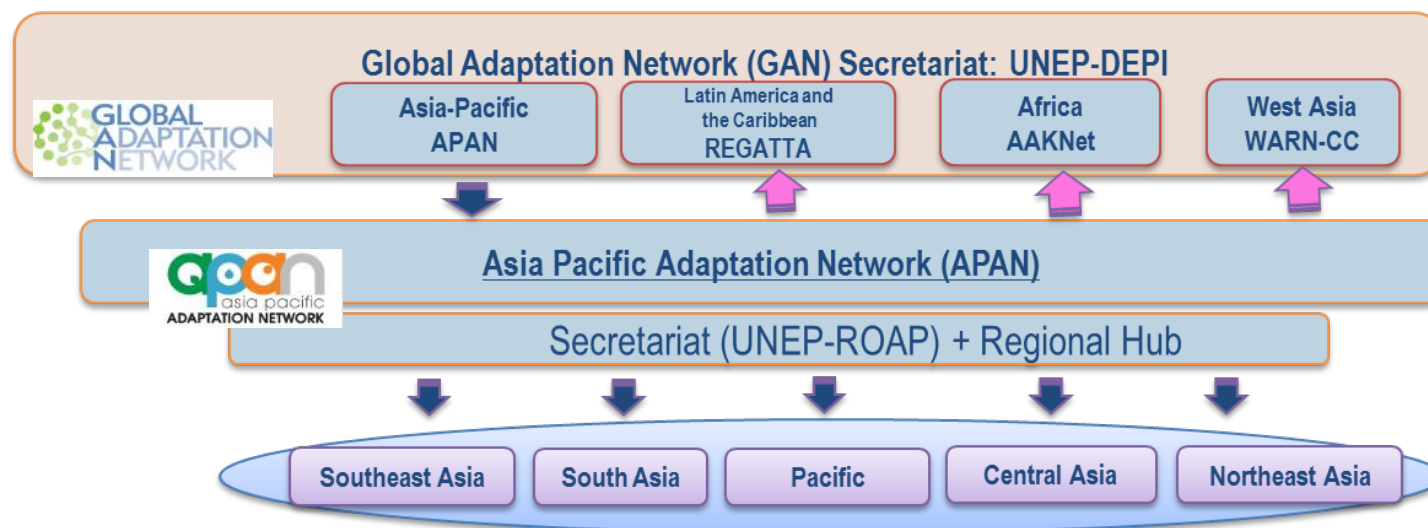 Global Adaptation Network (GAN) Secretariat: UNEP-DEPI
GLOBAL
ADAPTATION
NETWORK
Asia-Pacific
APAN
Latin America and
the Caribbean
REGATTA
Africa
AAKNet
West Asia
WARN-CC
Asia Pacific Adaptation Network (APAN)
apan
asia pacific
ADAPTATION NETWORK
Secretariat (UNEP-ROAP) + Regional Hub
Southeast Asia
South Asia
Pacific
Central Asia
Northeast Asia